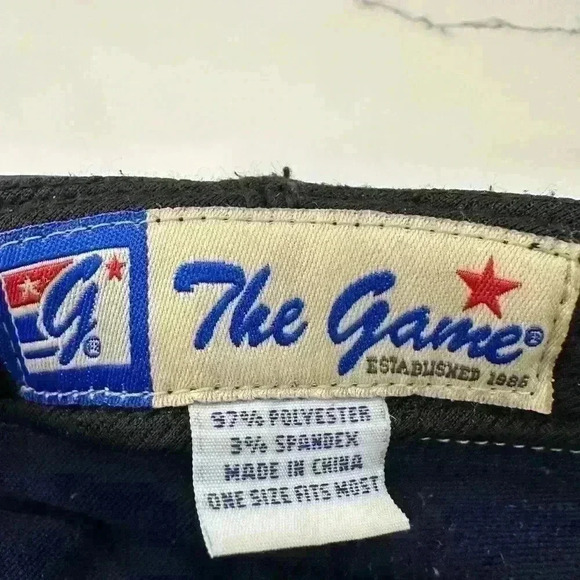 G®
The Game®
ESTABLISHED 1986
97% POLYESTER
3% SPANDEX
MADE IN CHINA
ONE SIZE FITS MOST